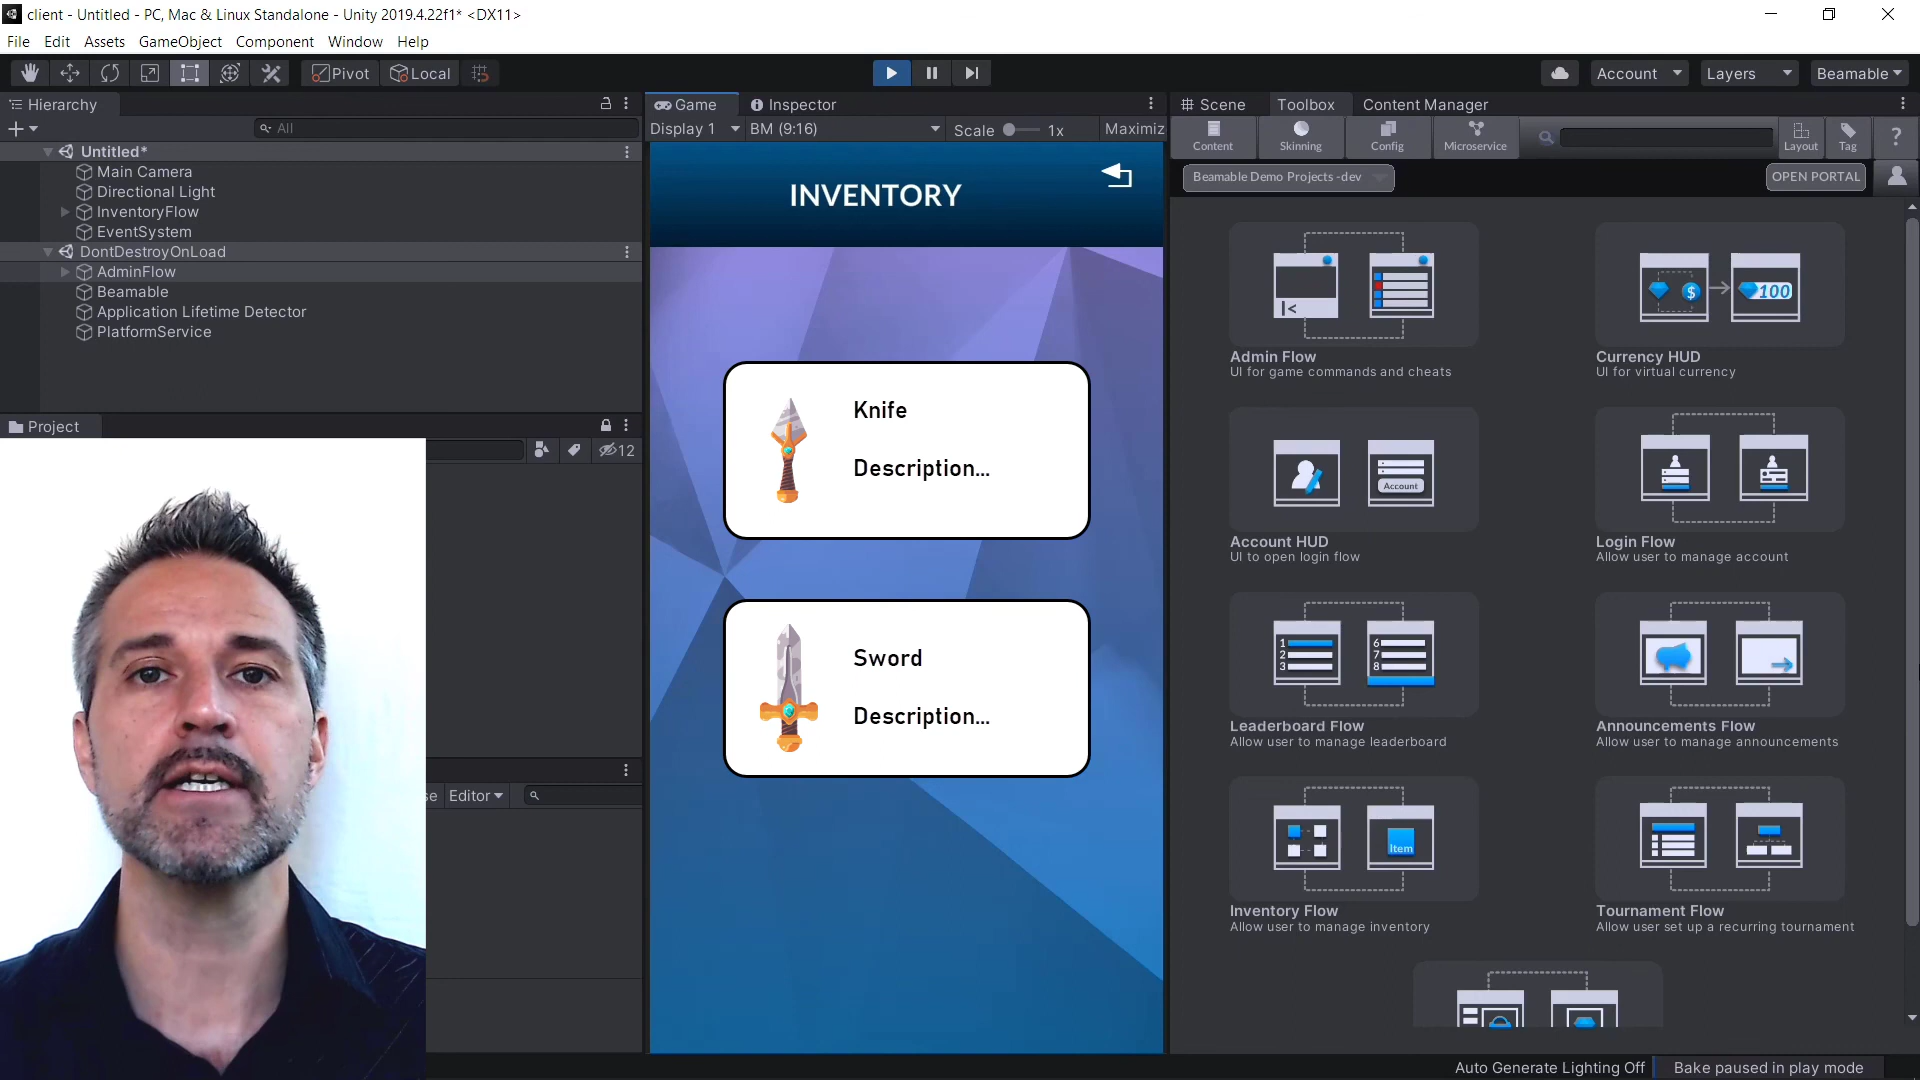 client - Untitled - PC, Mac & Linux Standalone - Unity 2019.4.22f1* <DX11>
File Edit Assets GameObject Component Window Help
Pivot Local
Account Layers Beamable
Hierarchy
All
Untitled*
Main Camera
Directional Light
InventoryFlow
EventSystem
DontDestroyOnLoad
AdminFlow
Beamable
Application Lifetime Detector
PlatformService
Project
12
se Editor
Game Inspector
Display 1 BM (9:16) Scale 1x Maximiz
INVENTORY
Knife
Description...
Sword
Description...
Scene Toolbox Content Manager
Content Skinning Config Microservice Layout Tag ?
Beamable Demo Projects -dev OPEN PORTAL
Admin Flow
UI for game commands and cheats
$ 100
Currency HUD
UI for virtual currency
Account
Account HUD
UI to open login flow
Login Flow
Allow user to manage account
1 6
2 7
3 8
Leaderboard Flow
Allow user to manage leaderboard
Announcements Flow
Allow user to manage announcements
Item
Inventory Flow
Allow user to manage inventory
Tournament Flow
Allow user set up a recurring tournament
Auto Generate Lighting Off Bake paused in play mode